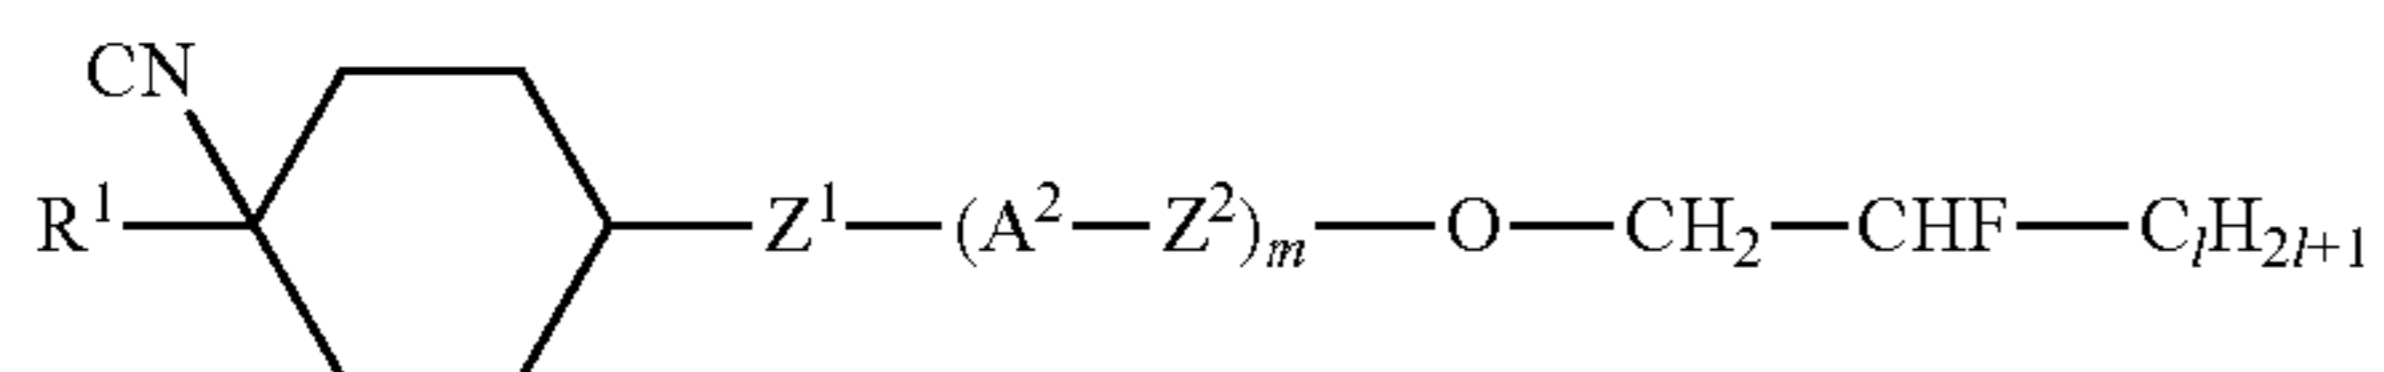 CN
R¹—Z¹—(A²—Z²)ₘ—O—CH₂—CHF—CₗH₂ₗ₊₁